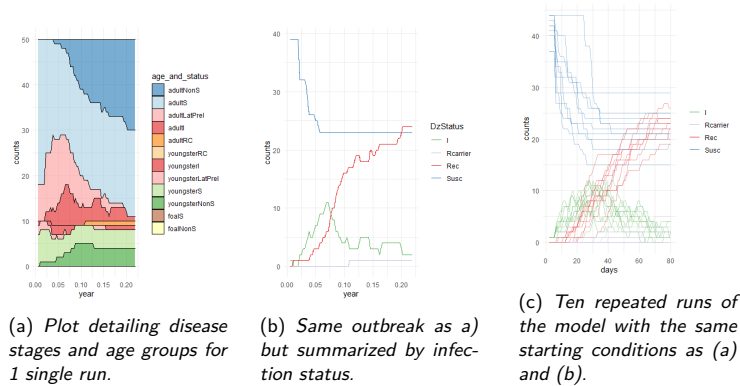 50
40
30
20
10
0
counts
0.00
0.05
0.10
0.15
0.20
year
age_and_status
adultNonS
adultS
adultLatPreI
adultI
adultRC
youngsterRC
youngsterI
youngsterLatPreI
youngsterS
youngsterNonS
foalS
foalNonS
(a) Plot detailing disease
stages and age groups for
1 single run.
40
30
20
10
0
counts
0.00
0.05
0.10
0.15
0.20
year
DzStatus
I
Rcarrier
Rec
Susc
(b) Same outbreak as a)
but summarized by infec-
tion status.
40
30
20
10
0
counts
0
20
40
60
80
days
I
Rcarrier
Rec
Susc
(c) Ten repeated runs of
the model with the same
starting conditions as (a)
and (b).